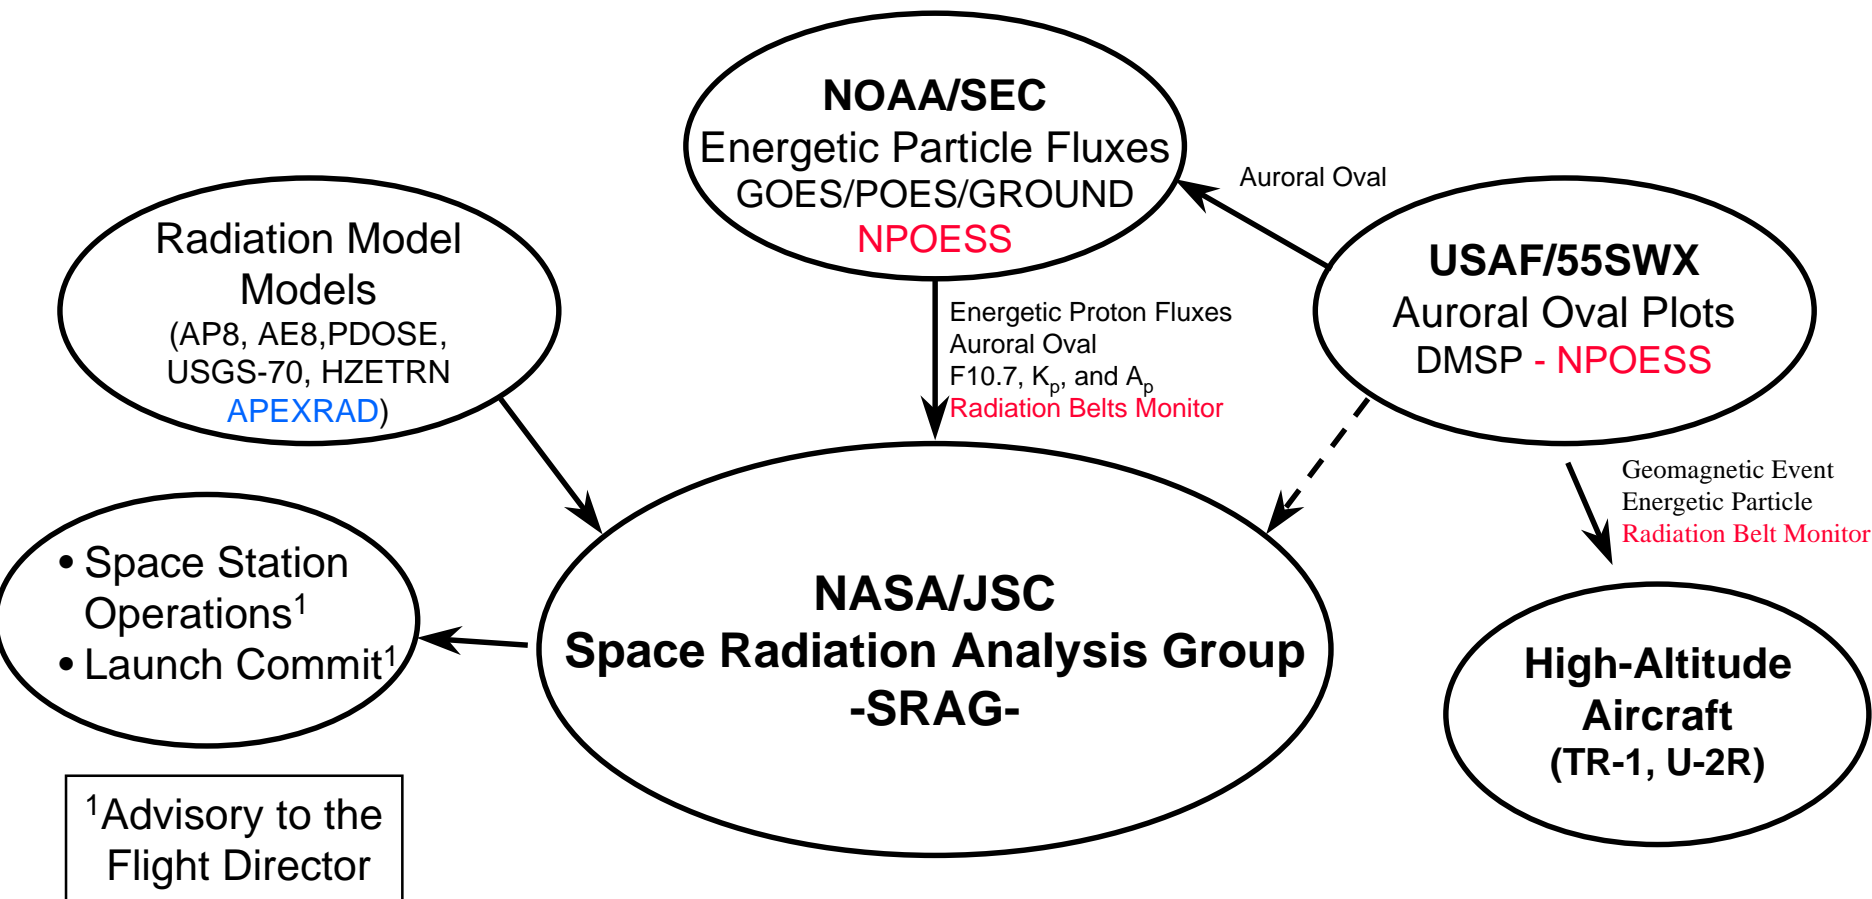 NOAA/SEC
Energetic Particle Fluxes
GOES/POES/GROUND
NPOESS
Auroral Oval
Radiation Model
Models
(AP8, AE8,PDOSE,
USGS-70, HZETRN
APEXRAD)
USAF/55SWX
Auroral Oval Plots
DMSP - NPOESS
Energetic Proton Fluxes
Auroral Oval
F10.7, Kp, and Ap
Radiation Belts Monitor
Geomagnetic Event
Energetic Particle
Radiation Belt Monitor
• Space Station
Operations¹
• Launch Commit¹
NASA/JSC
Space Radiation Analysis Group
-SRAG-
High-Altitude
Aircraft
(TR-1, U-2R)
¹Advisory to the
Flight Director